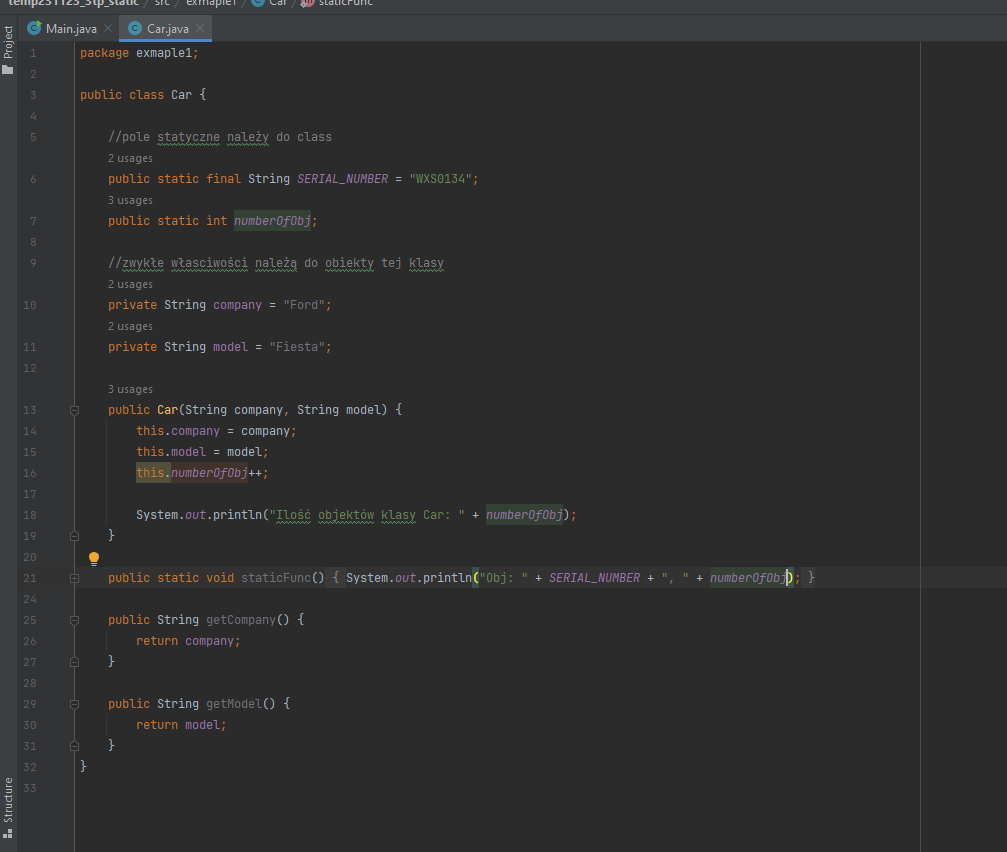 temp231123_3tp_static src exmaple1 Car staticFunc
Main.java Car.java
Project
1 package exmaple1;
2
3 public class Car {
4
5 //pole statyczne należy do class
2 usages
6 public static final String SERIAL_NUMBER = "WXS0134";
3 usages
7 public static int numberOfObj;
8
9 //zwykłe własciwości należą do obiekty tej klasy
2 usages
10 private String company = "Ford";
2 usages
11 private String model = "Fiesta";
12
3 usages
13 public Car(String company, String model) {
14 this.company = company;
15 this.model = model;
16 this.numberOfObj++;
17
18 System.out.println("Ilość objektów klasy Car: " + numberOfObj);
19 }
20
21 public static void staticFunc() { System.out.println("Obj: " + SERIAL_NUMBER + ", " + numberOfObj); }
24
25 public String getCompany() {
26 return company;
27 }
28
29 public String getModel() {
30 return model;
31 }
32 }
33
Structure